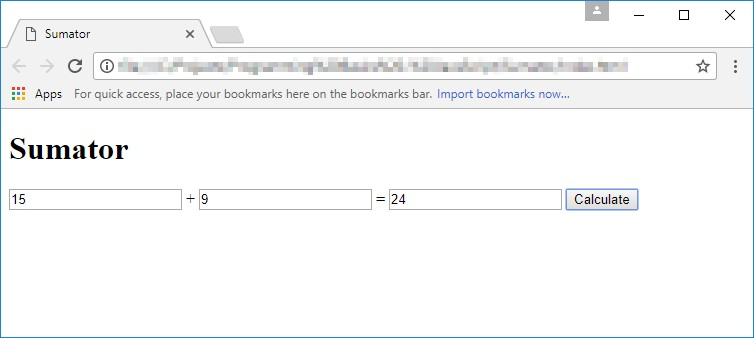 Sumator
Apps For quick access, place your bookmarks here on the bookmarks bar. Import bookmarks now...
Sumator
15 + 9 = 24 Calculate